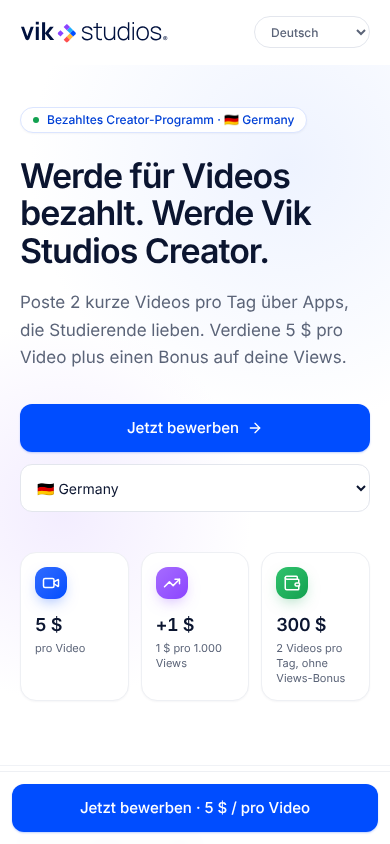 vik studios®
Deutsch
Bezahltes Creator-Programm · 🇩🇪 Germany
Werde für Videos
bezahlt. Werde Vik
Studios Creator.
Poste 2 kurze Videos pro Tag über Apps,
die Studierende lieben. Verdiene 5 $ pro
Video plus einen Bonus auf deine Views.
Jetzt bewerben →
🇩🇪 Germany
5 $
pro Video
+1 $
1 $ pro 1.000
Views
300 $
2 Videos pro
Tag, ohne
Views-Bonus
Jetzt bewerben · 5 $ / pro Video